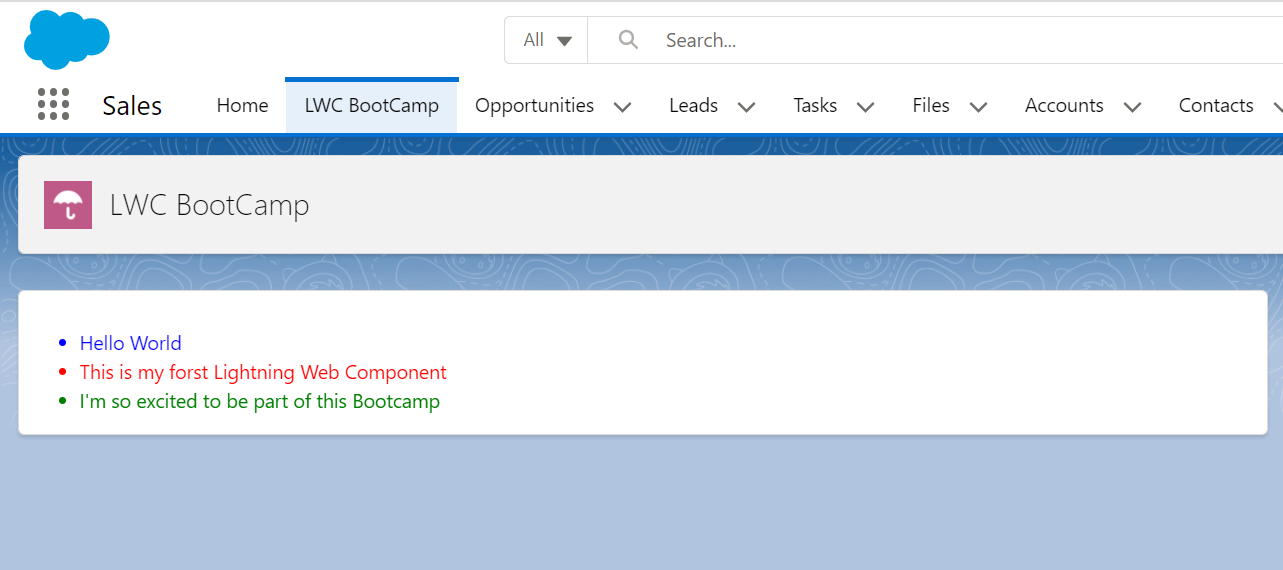 All Search...
Sales Home LWC BootCamp Opportunities Leads Tasks Files Accounts Contacts
LWC BootCamp
Hello World
This is my forst Lightning Web Component
I'm so excited to be part of this Bootcamp